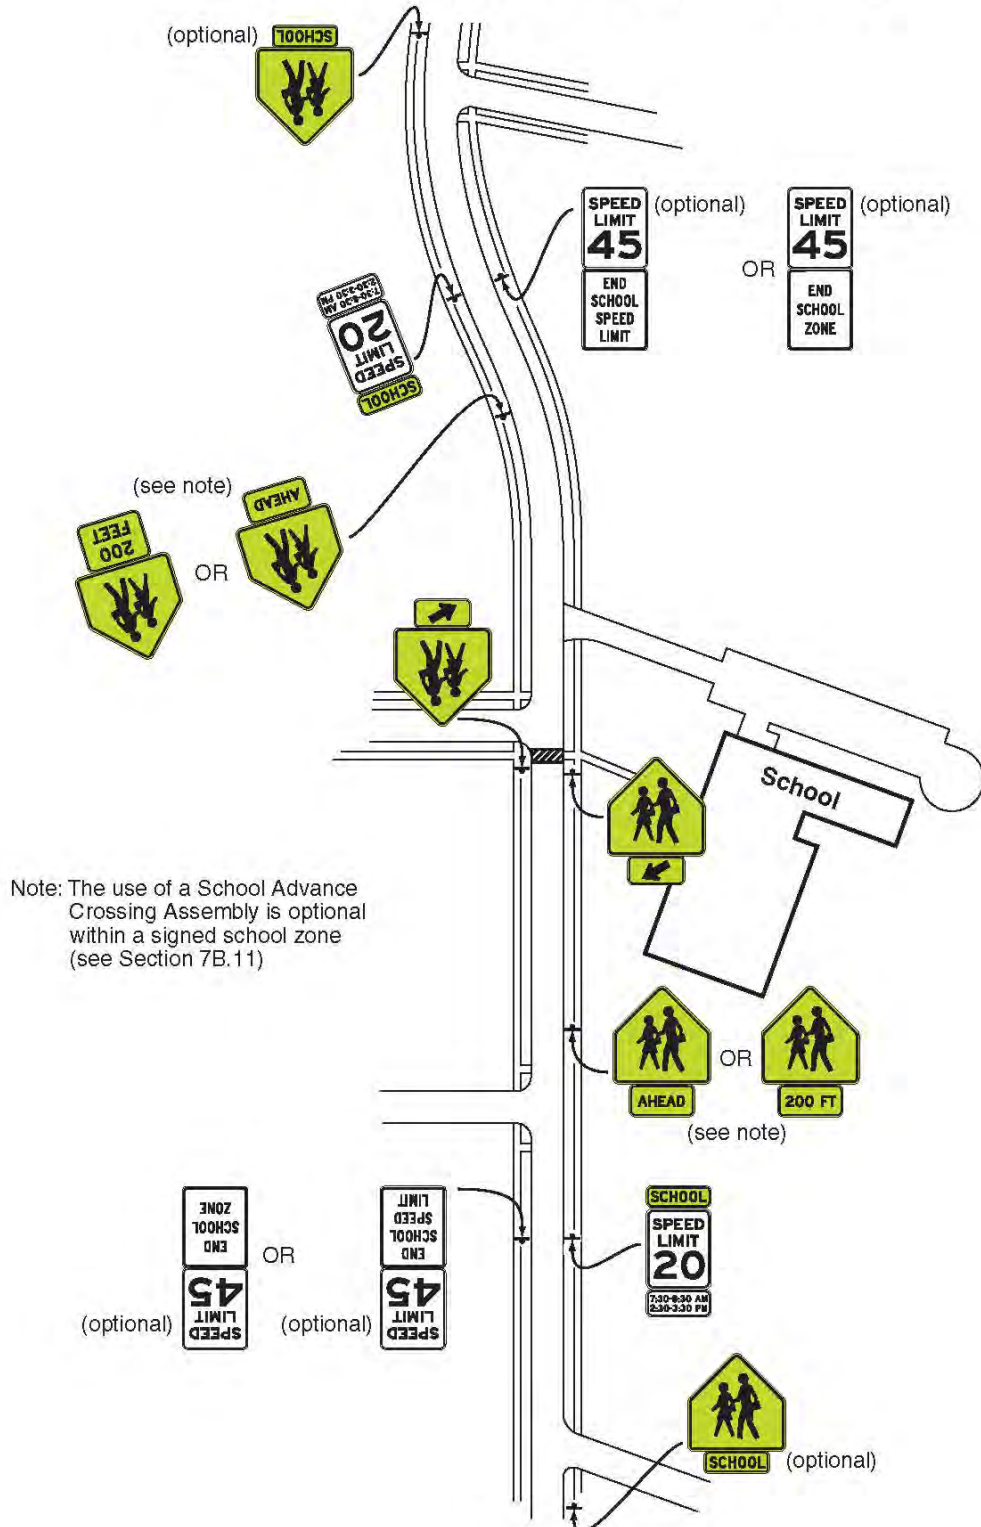 (optional)
SCHOOL
SPEED
LIMIT
45
(optional)
END
SCHOOL
SPEED
LIMIT
OR
SPEED
LIMIT
45
(optional)
END
SCHOOL
ZONE
SCHOOL
SPEED
LIMIT
20
7:30-8:30 AM
2:30-3:30 PM
(see note)
200
FEET
OR
AHEAD
School
Note: The use of a School Advance
Crossing Assembly is optional
within a signed school zone
(see Section 7B.11)
AHEAD
OR
200 FT
(see note)
SPEED
LIMIT
45
END
SCHOOL
ZONE
(optional)
OR
SPEED
LIMIT
45
END
SCHOOL
SPEED
LIMIT
(optional)
SCHOOL
SPEED
LIMIT
20
7:30-8:30 AM
2:30-3:30 PM
SCHOOL
(optional)